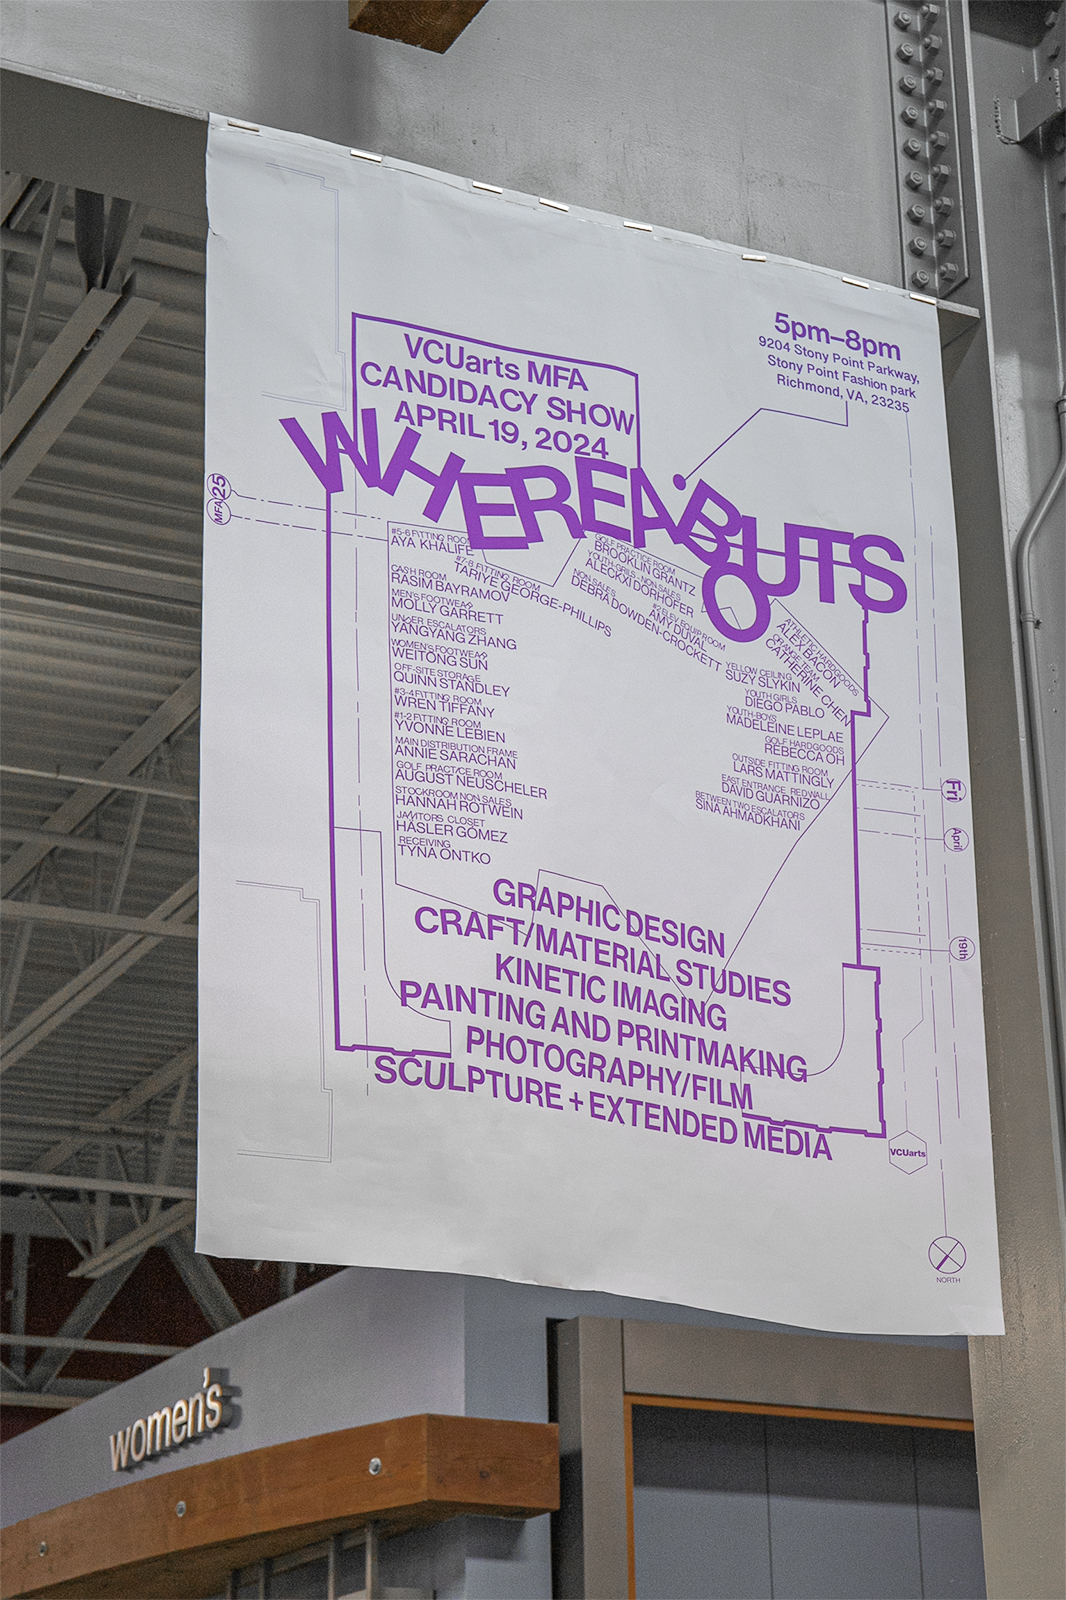 5pm–8pm
9204 Stony Point Parkway,
Stony Point Fashion park
Richmond, VA, 23235
VCUarts MFA
CANDIDACY SHOW
APRIL 19, 2024
WHEREABOUTS
MFA 25
#5-6 FITTING ROOM
AYA KHALIFE
#7-8 FITTING ROOM
TARIYE GEORGE-PHILLIPS
CASH ROOM
RASIM BAYRAMOV
MEN'S FOOTWEAR
MOLLY GARRETT
UNDER ESCALATORS
YANGYANG ZHANG
WOMEN'S FOOTWEAR
WEITONG SUN
OFF-SITE STORAGE
QUINN STANDLEY
#3-4 FITTING ROOM
WREN TIFFANY
#1-2 FITTING ROOM
YVONNE LEBIEN
MAIN DISTRIBUTION FRAME
ANNIE SARACHAN
GOLF PRACTICE ROOM
AUGUST NEUSCHELER
STOCKROOM NON SALES
HANNAH ROTWEIN
JANITORS CLOSET
HÄSLER GÓMEZ
RECEIVING
TYNA ONTKO
GOLF PRACTICE ROOM
BROOKLIN GRANTZ
YOUTH-GIRLS - NON SALES
ALECKXI DORHOFER
NON SALES
DEBRA DOWDEN-CROCKETT
#2 ELEV. EQUIP ROOM
AMY DUVAL
ATHLETIC HARDGOODS
ALEX BACON
ORANGE TEAM
CATHERINE CHEN
YELLOW CEILING
SUZY SLYKIN
YOUTH GIRLS
DIEGO PABLO
YOUTH-BOYS
MADELEINE LEPLAE
GOLF HARDGOODS
REBECCA OH
OUTSIDE FITTING ROOM
LARS MATTINGLY
EAST ENTRANCE RED WALL
DAVID GUARNIZO
BETWEEN TWO ESCALATORS
SINA AHMADKHANI
Fri
April
19th
GRAPHIC DESIGN
CRAFT/MATERIAL STUDIES
KINETIC IMAGING
PAINTING AND PRINTMAKING
PHOTOGRAPHY/FILM
SCULPTURE + EXTENDED MEDIA
VCUarts
NORTH
women's